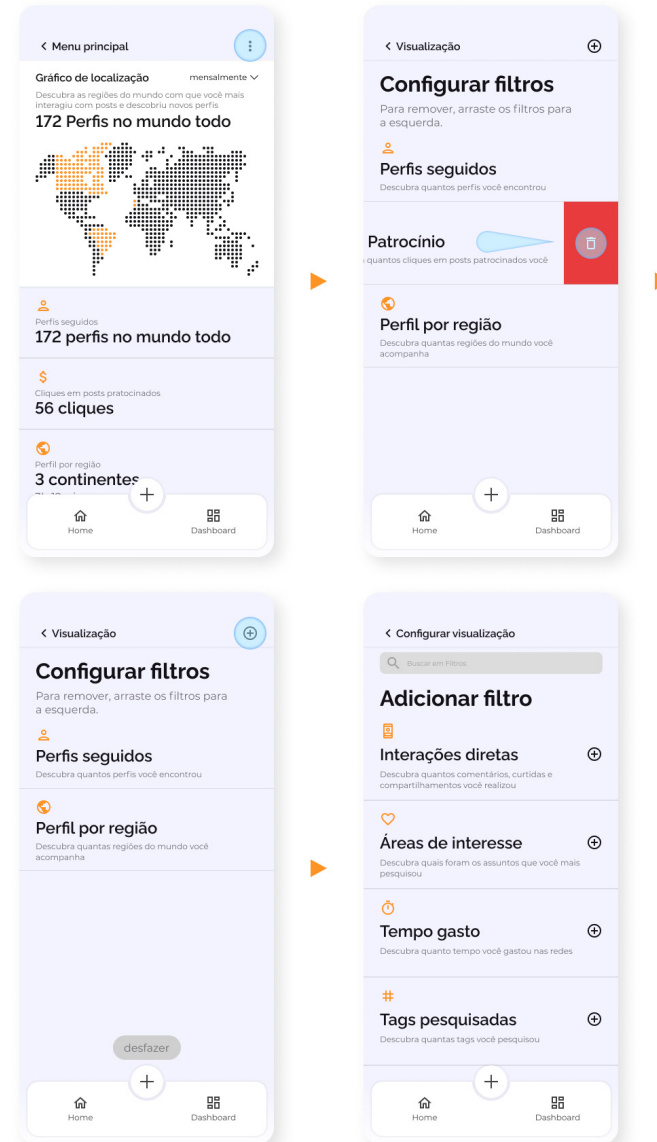 Menu principal
Gráfico de localização
mensalmente
Descubra as regiões do mundo com que você mais
interagiu com posts e descobriu novos perfis
172 Perfis no mundo todo
Perfis seguidos
172 perfis no mundo todo
Cliques em posts pratocinados
56 cliques
Perfil por região
3 continentes
Home
Dashboard
Visualização
Configurar filtros
Para remover, arraste os filtros para
a esquerda.
Perfis seguidos
Descubra quantos perfis você encontrou
Patrocínio
quantos cliques em posts patrocinados você
Perfil por região
Descubra quantas regiões do mundo você
acompanha
Home
Dashboard
Visualização
Configurar filtros
Para remover, arraste os filtros para
a esquerda.
Perfis seguidos
Descubra quantos perfis você encontrou
Perfil por região
Descubra quantas regiões do mundo você
acompanha
desfazer
Home
Dashboard
Configurar visualização
Buscar em Filtros
Adicionar filtro
Interações diretas
Descubra quantos comentários, curtidas e
compartilhamentos você realizou
Áreas de interesse
Descubra quais foram os assuntos que você mais
pesquisou
Tempo gasto
Descubra quanto tempo você gastou nas redes
Tags pesquisadas
Descubra quantas tags você pesquisou
Home
Dashboard